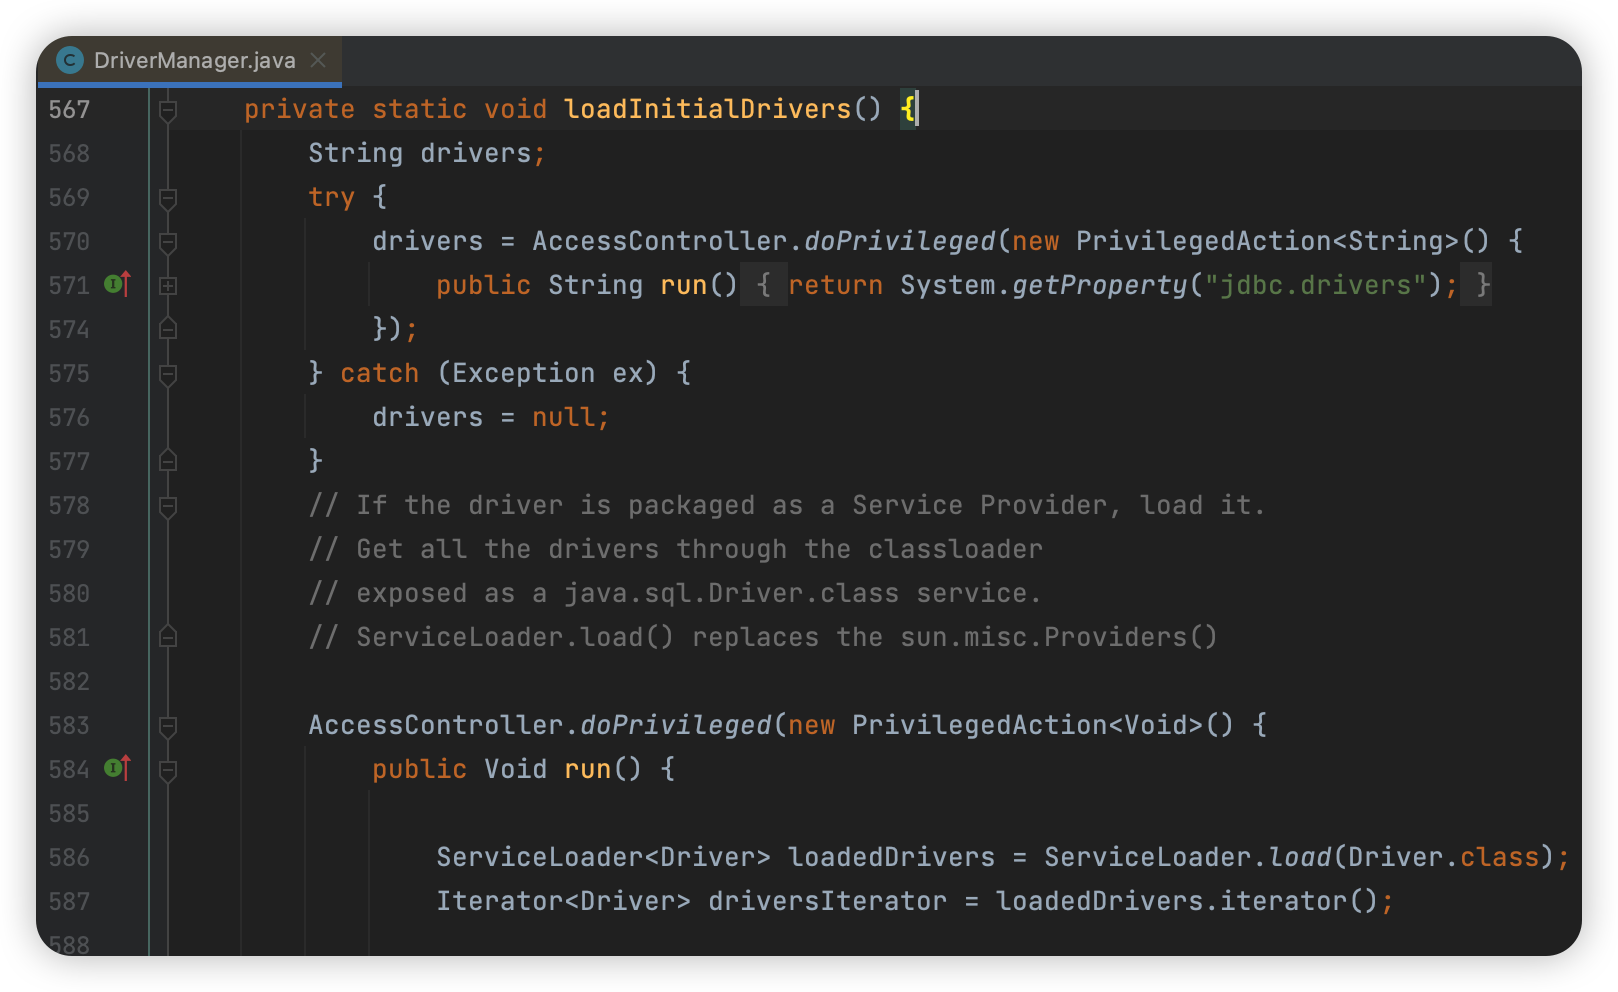 DriverManager.java
567 private static void loadInitialDrivers() {
568 String drivers;
569 try {
570 drivers = AccessController.doPrivileged(new PrivilegedAction<String>() {
571 public String run() { return System.getProperty("jdbc.drivers"); }
574 });
575 } catch (Exception ex) {
576 drivers = null;
577 }
578 // If the driver is packaged as a Service Provider, load it.
579 // Get all the drivers through the classloader
580 // exposed as a java.sql.Driver.class service.
581 // ServiceLoader.load() replaces the sun.misc.Providers()
582
583 AccessController.doPrivileged(new PrivilegedAction<Void>() {
584 public Void run() {
585
586 ServiceLoader<Driver> loadedDrivers = ServiceLoader.load(Driver.class);
587 Iterator<Driver> driversIterator = loadedDrivers.iterator();
588